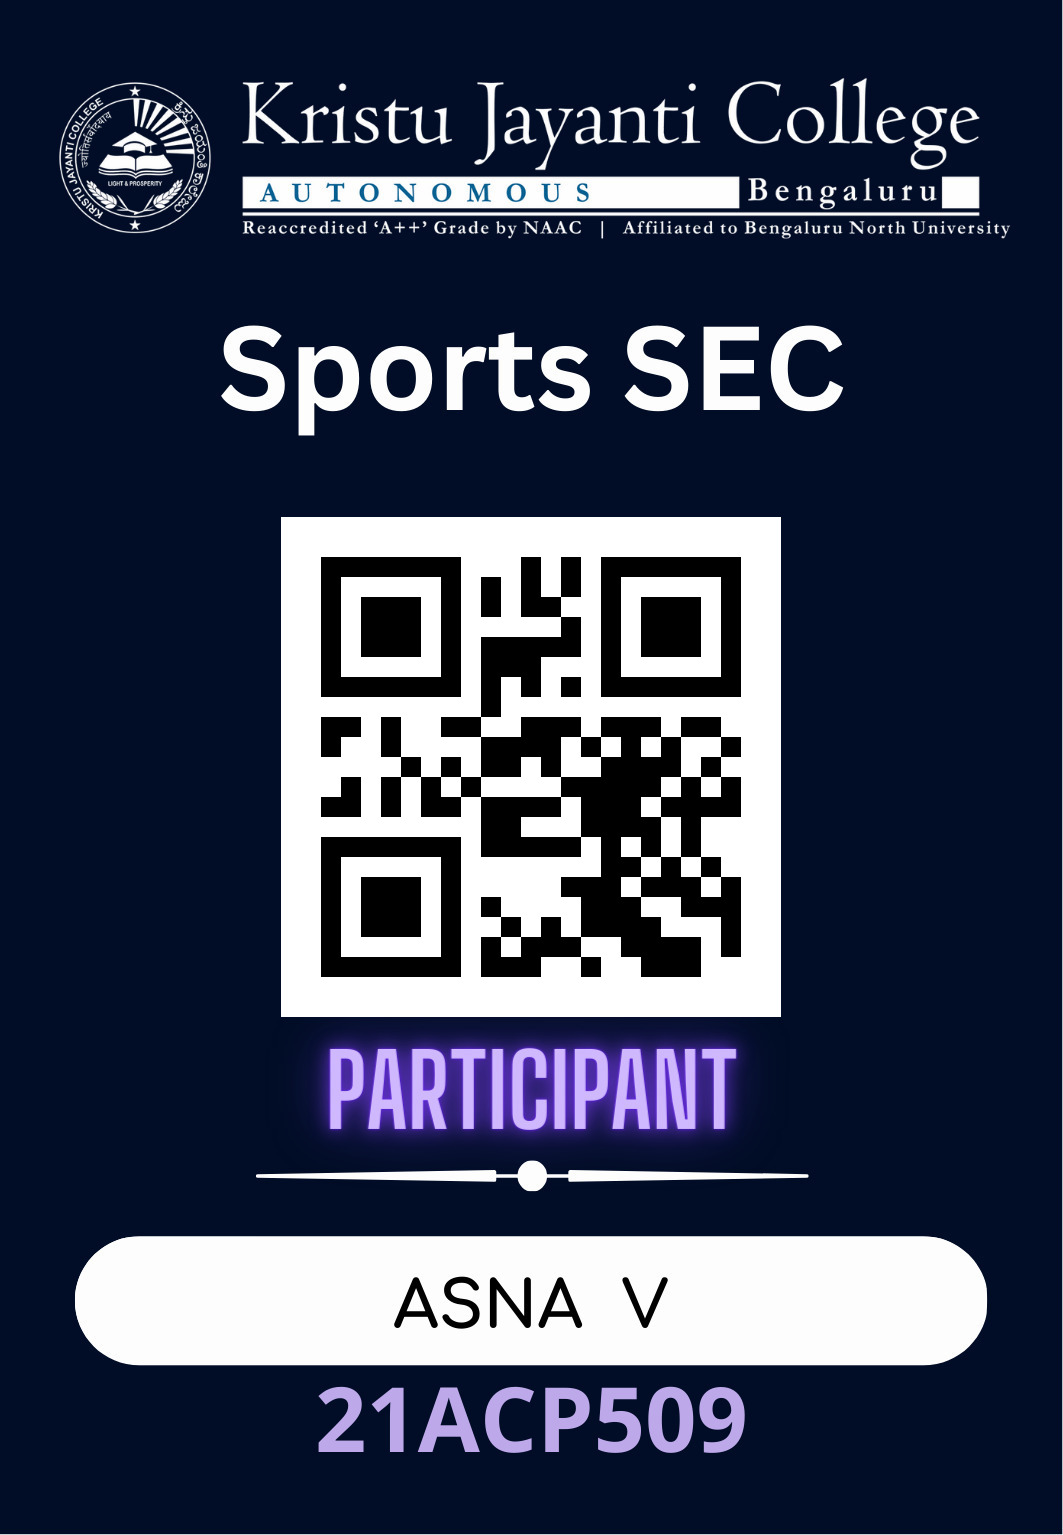 Kristu Jayanti College
AUTONOMOUS Bengaluru
Reaccredited ‘A++’ Grade by NAAC | Affiliated to Bengaluru North University
KRISTU JAYANTI COLLEGE
LIGHT & PROSPERITY
Sports SEC
PARTICIPANT
ASNA V
21ACP509